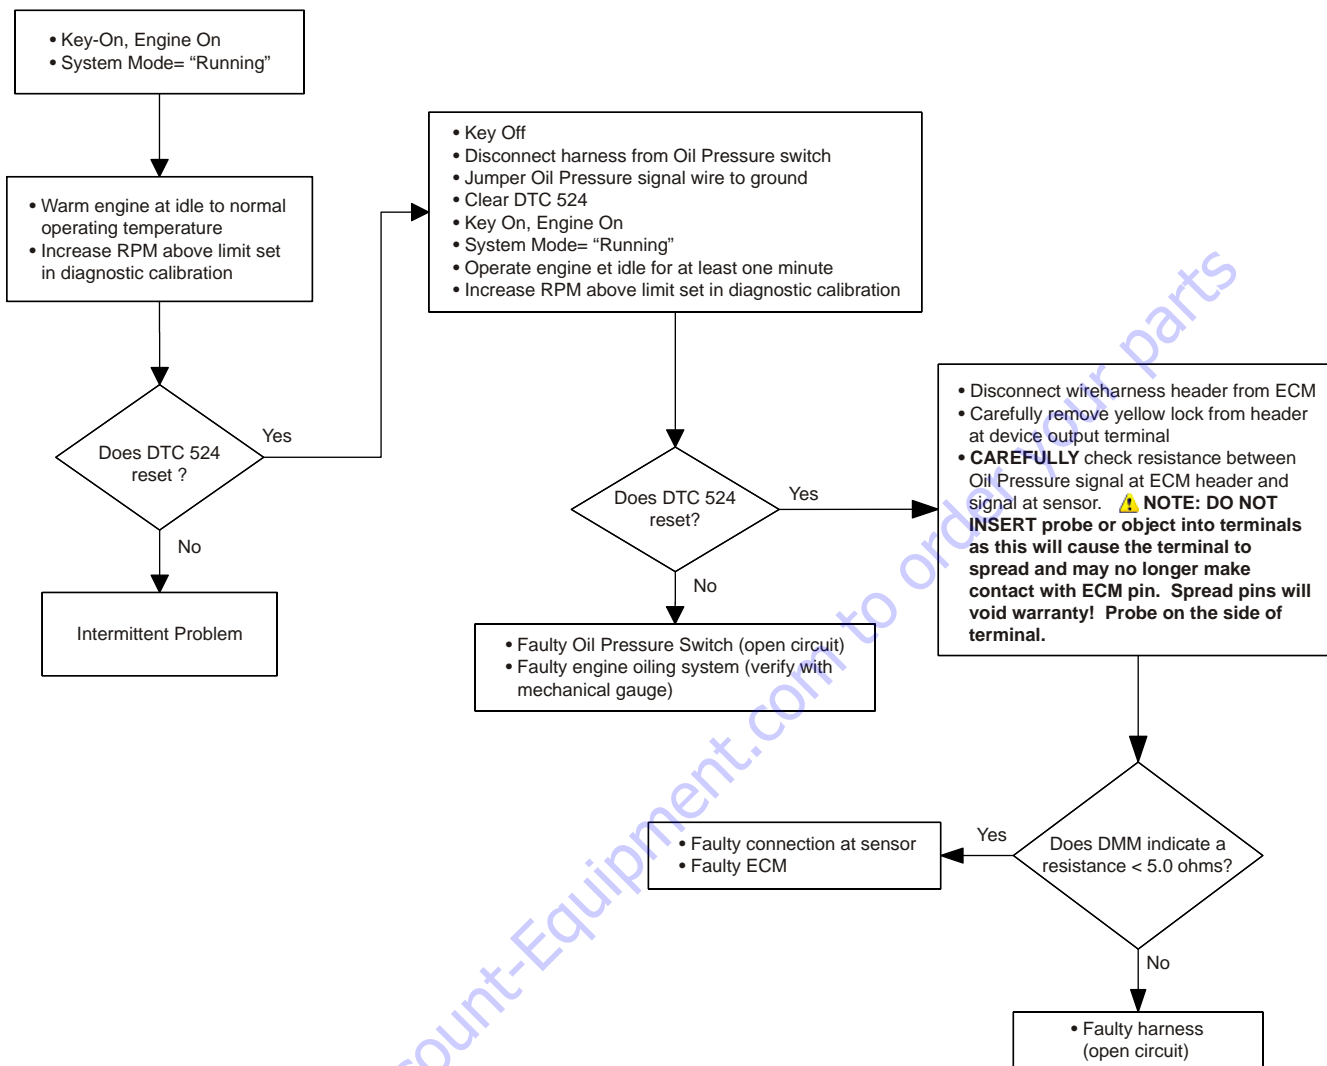 • Key-On, Engine On
• System Mode= “Running”
• Warm engine at idle to normal
operating temperature
• Increase RPM above limit set
in diagnostic calibration
Does DTC 524
reset ?
Yes
No
Intermittent Problem
• Key Off
• Disconnect harness from Oil Pressure switch
• Jumper Oil Pressure signal wire to ground
• Clear DTC 524
• Key On, Engine On
• System Mode= “Running”
• Operate engine et idle for at least one minute
• Increase RPM above limit set in diagnostic calibration
Does DTC 524
reset?
Yes
No
• Faulty Oil Pressure Switch (open circuit)
• Faulty engine oiling system (verify with
mechanical gauge)
• Disconnect wireharness header from ECM
• Carefully remove yellow lock from header
at device output terminal
• CAREFULLY check resistance between
Oil Pressure signal at ECM header and
signal at sensor. NOTE: DO NOT
INSERT probe or object into terminals
as this will cause the terminal to
spread and may no longer make
contact with ECM pin. Spread pins will
void warranty! Probe on the side of
terminal.
Does DMM indicate a
resistance < 5.0 ohms?
Yes
• Faulty connection at sensor
• Faulty ECM
No
• Faulty harness
(open circuit)
count-Equipment.com to order your parts